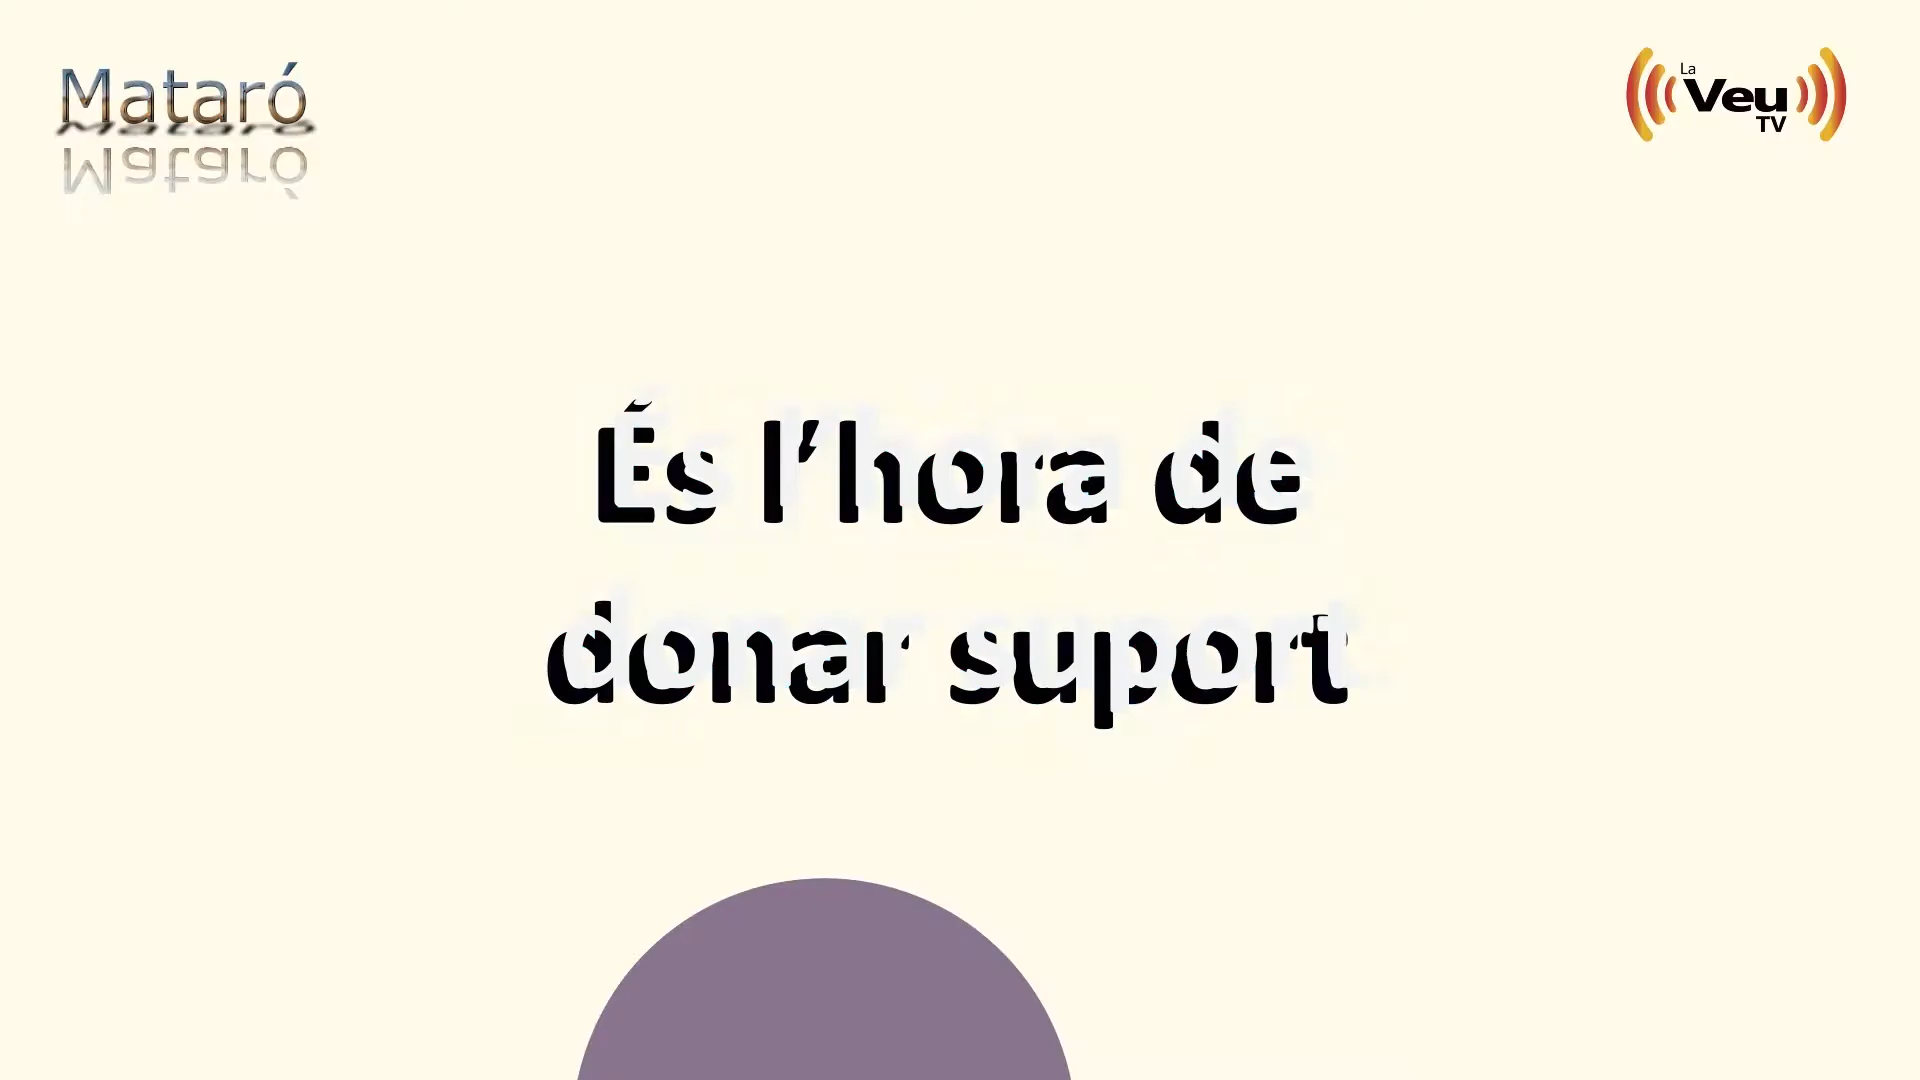 Mataró
La
Veu
TV
És l'hora de
donar suport